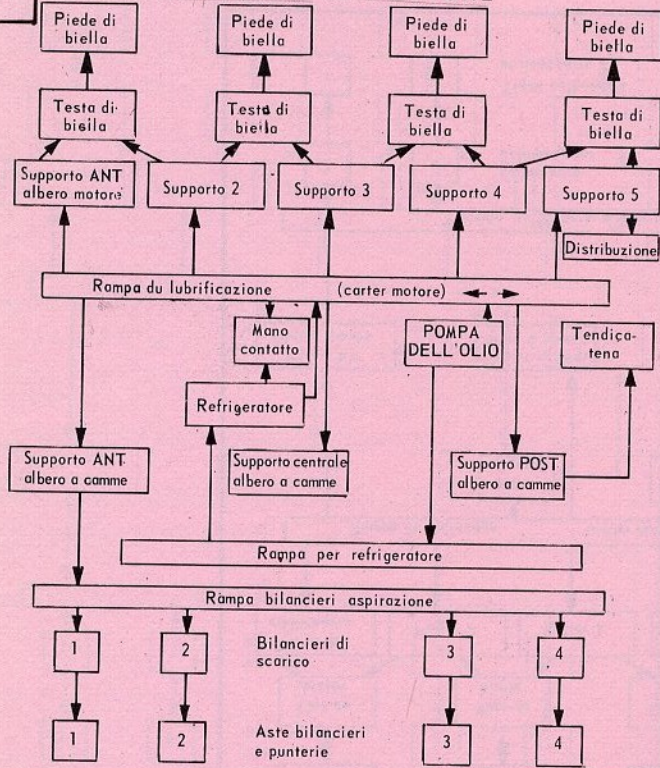 Piede di
biella
Piede di
biella
Piede di
biella
Piede di
biella
Testa di
bisila
Testa di
bieila
Testa di
biella
Testa di
biella
Supporto ANT
albero motore
Supporto 2
Supporto 3
Supporto 4
Supporto 5
Distribuzione
Rampa du lubrificazione (carter motore)
Mano
contatto
POMPA
DELL'OLIO
Tendica-
tena
Refrigeratore
Supporto ANT
albero a camme
Supporto centrale
albero a camme
Supporto POST
albero a camme
Rampa per refrigeratore
Rampa bilancieri aspirazione
1
2
Bilancieri di
scarico
3
4
1
2
Aste bilancieri
e punterie
3
4